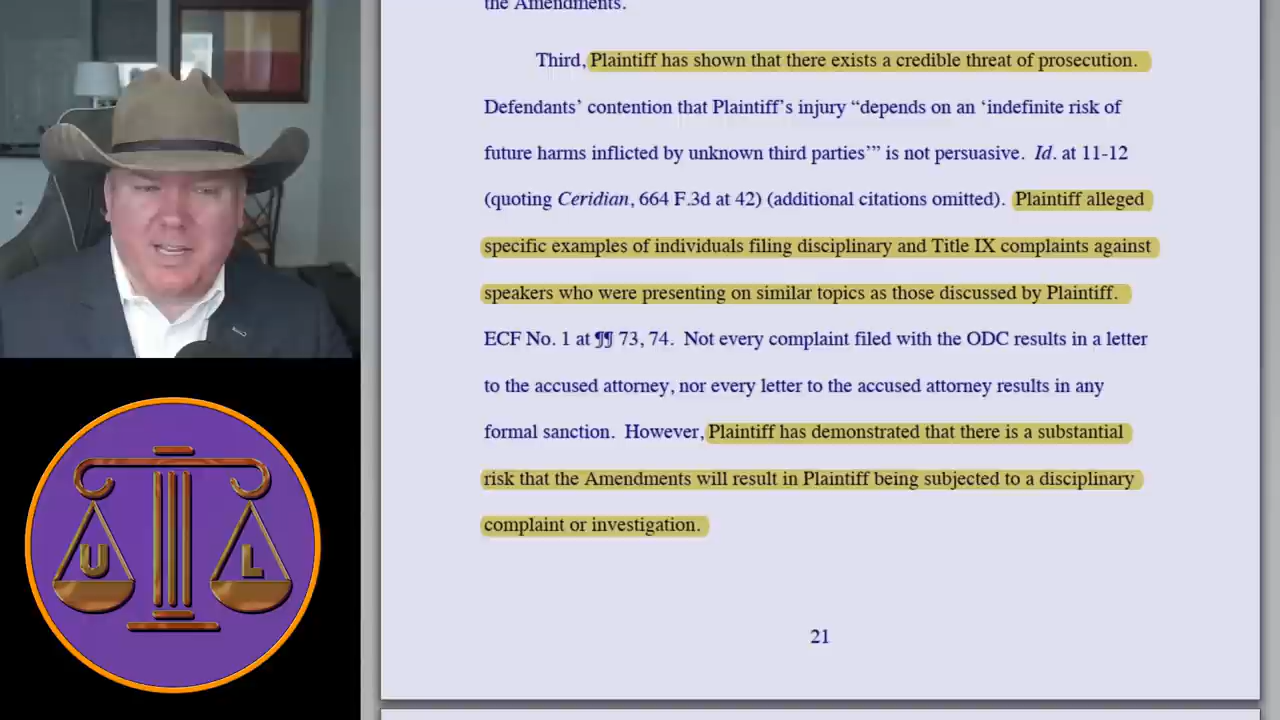 the Amendments.
Third, Plaintiff has shown that there exists a credible threat of prosecution.
Defendants’ contention that Plaintiff’s injury “depends on an ‘indefinite risk of
future harms inflicted by unknown third parties’” is not persuasive. Id. at 11-12
(quoting Ceridian, 664 F.3d at 42) (additional citations omitted). Plaintiff alleged
specific examples of individuals filing disciplinary and Title IX complaints against
speakers who were presenting on similar topics as those discussed by Plaintiff.
ECF No. 1 at ¶¶ 73, 74. Not every complaint filed with the ODC results in a letter
to the accused attorney, nor every letter to the accused attorney results in any
formal sanction. However, Plaintiff has demonstrated that there is a substantial
risk that the Amendments will result in Plaintiff being subjected to a disciplinary
complaint or investigation.
21
U L